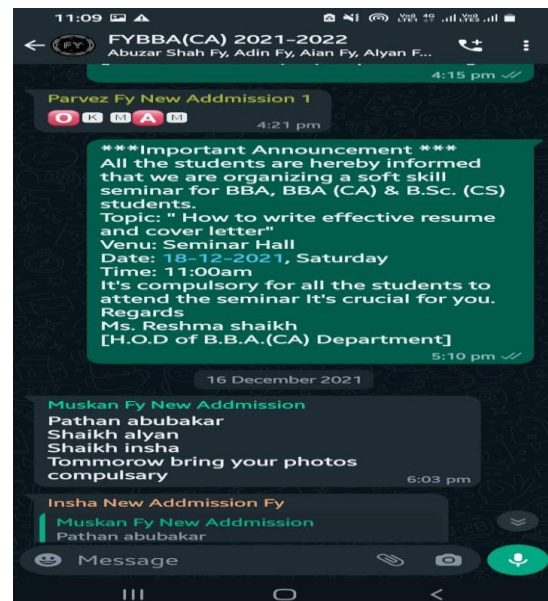 11:09
FYBBA(CA) 2021-2022
Abuzar Shah Fy, Adin Fy, Aian Fy, Alyan F...
4:15 pm
Parvez Fy New Addmission 1
O K M A M
4:21 pm
***Important Announcement ***
All the students are hereby informed
that we are organizing a soft skill
seminar for BBA, BBA (CA) & B.Sc. (CS)
students.
Topic: " How to write effective resume
and cover letter"
Venu: Seminar Hall
Date: 18-12-2021, Saturday
Time: 11:00am
It's compulsory for all the students to
attend the seminar It's crucial for you.
Regards
Ms. Reshma shaikh
[H.O.D of B.B.A.(CA) Department]
5:10 pm
16 December 2021
Muskan Fy New Addmission
Pathan abubakar
Shaikh alyan
Shaikh insha
Tommorow bring your photos
compulsary
6:03 pm
Insha New Addmission Fy
Muskan Fy New Addmission
Pathan abubakar
Message